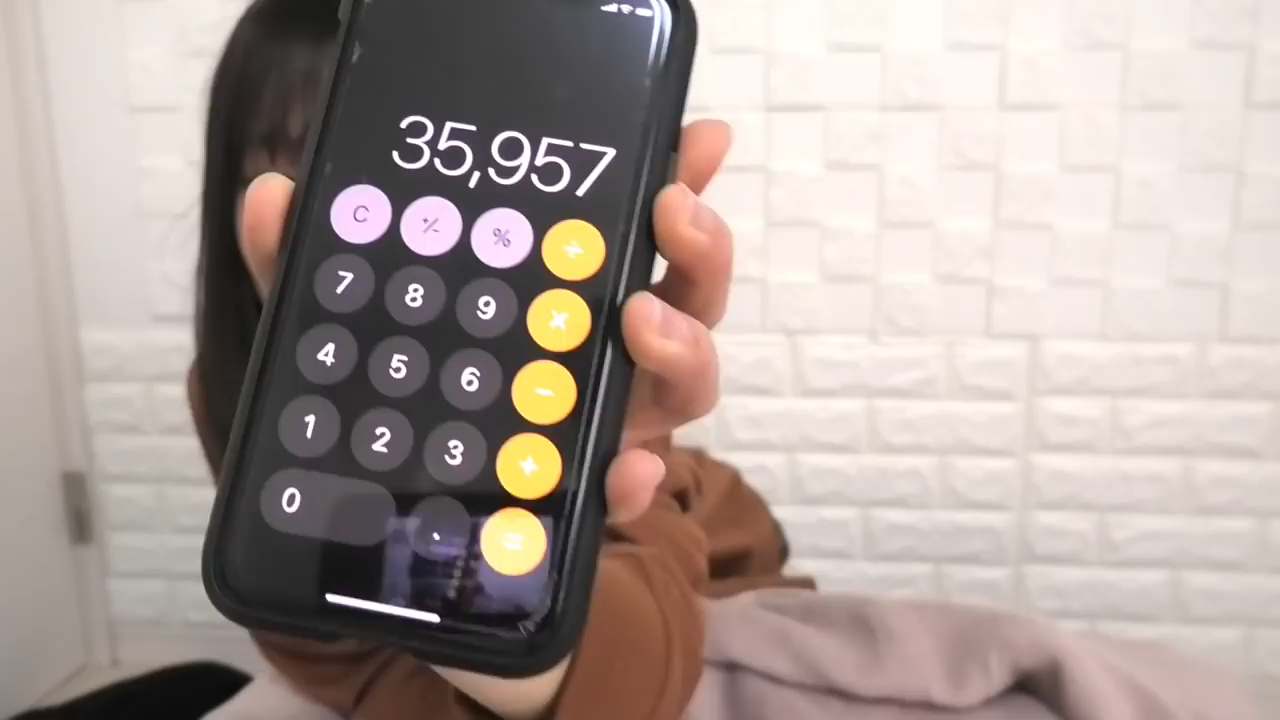 35,957
C +/- % ÷
7 8 9 ×
4 5 6 −
1 2 3 +
0 . =